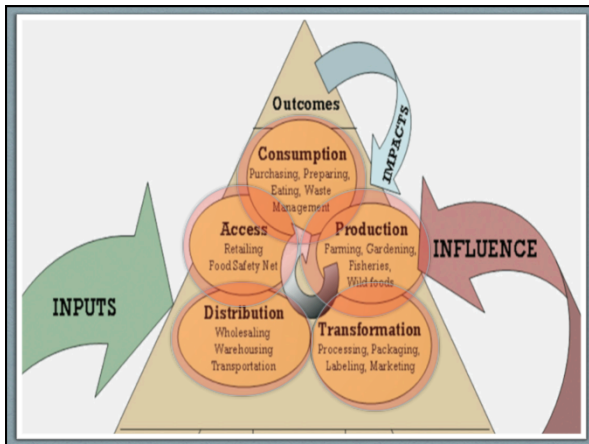 Outcomes
IMPACTS
Consumption
Purchasing, Preparing,
Eating, Waste
Management
Access
Retailing
Food Safety Net
Production
Farming, Gardening,
Fisheries,
Wild foods
INFLUENCE
INPUTS
Distribution
Wholesaling
Warehousing
Transportation
Transformation
Processing, Packaging,
Labeling, Marketing